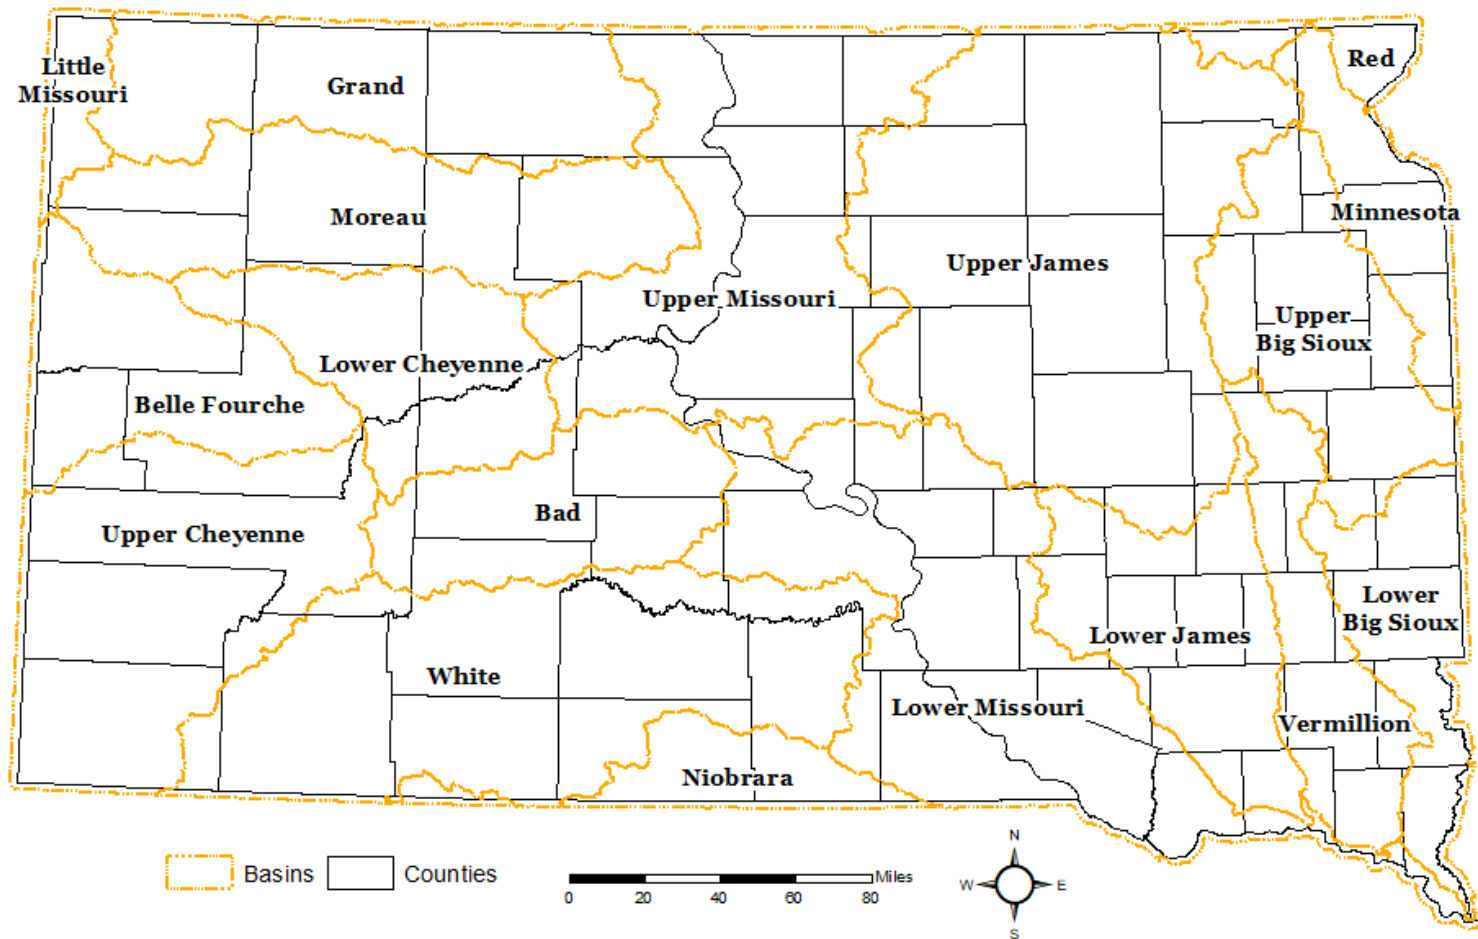 Little
Missouri
Grand
Red
Moreau
Minnesota
Upper James
Upper Missouri
Upper
Big Sioux
Lower Cheyenne
Belle Fourche
Bad
Upper Cheyenne
Lower
Big Sioux
Lower James
White
Lower Missouri
Vermillion
Niobrara
Basins
Counties
Miles
0 20 40 60 80
N
W E
S